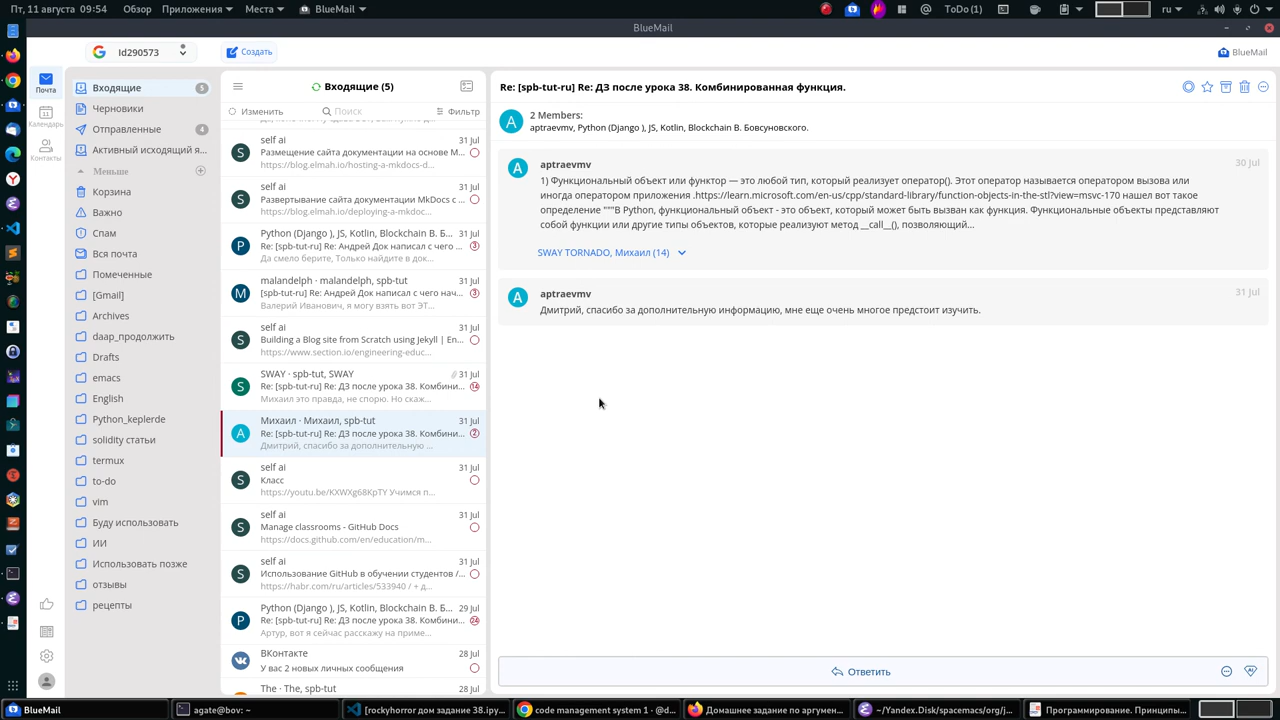 Пт, 11 августа 09:54
Обзор
Приложения
Места
BlueMail
ToDo (1)
ru
BlueMail
Id290573
Создать
BlueMail
Почта
Календарь
Контакты
Входящие 5
Черновики
Отправленные 4
Активный исходящий я...
Меньше
Корзина
Важно
Спам
Вся почта
Помеченные
[Gmail]
Archives
daap_продолжить
Drafts
emacs
English
Python_keplerde
solidity статьи
termux
to-do
vim
Буду использовать
ИИ
Использовать позже
отзывы
рецепты
Входящие (5)
Изменить
Поиск
Фильтр
self ai 31 Jul
Размещение сайта документации на основе M...
https://blog.elmah.io/hosting-a-mkdocs-d...
self ai 31 Jul
Развертывание сайта документации MkDocs с ...
https://blog.elmah.io/deploying-a-mkdoc...
Python (Django ), JS, Kotlin, Blockchain В. Б... 31 Jul
Re: [spb-tut-ru] Re: Андрей Док написал с чего ... 3
Да смело берите, Только найдите в док...
malandelph · malandelph, spb-tut 31 Jul
[spb-tut-ru] Re: Андрей Док написал с чего нач... 3
Валерий Иванович, я могу взять вот ЭТ...
self ai 31 Jul
Building a Blog site from Scratch using Jekyll | En...
https://www.section.io/engineering-educ...
SWAY · spb-tut, SWAY 31 Jul
Re: [spb-tut-ru] Re: ДЗ после урока 38. Комбини... 14
Михаил это правда, не спорю. Но скаж...
Михаил · Михаил, spb-tut 31 Jul
Re: [spb-tut-ru] Re: ДЗ после урока 38. Комбини... 2
Дмитрий, спасибо за дополнительную ...
self ai 31 Jul
Класс
https://youtu.be/KXWXg68KpTY Учимся п...
self ai 31 Jul
Manage classrooms - GitHub Docs
https://docs.github.com/en/education/m...
self ai 31 Jul
Использование GitHub в обучении студентов /...
https://habr.com/ru/articles/533940 / + д...
Python (Django ), JS, Kotlin, Blockchain В. Б... 29 Jul
Re: [spb-tut-ru] Re: ДЗ после урока 38. Комбини... 24
Артур, вот я сейчас расскажу на приме...
ВКонтакте 28 Jul
У вас 2 новых личных сообщения
The · The, spb-tut 28 Jul
Re: [spb-tut-ru] Re: ДЗ после урока 38. Комбинированная функция.
2 Members:
aptraevmv, Python (Django ), JS, Kotlin, Blockchain В. Бовсуновского.
aptraevmv 30 Jul
1) Функциональный объект или функтор — это любой тип, который реализует operator(). Этот оператор называется оператором вызова или
иногда оператором приложения .https://learn.microsoft.com/en-us/cpp/standard-library/function-objects-in-the-stl?view=msvc-170 нашел вот такое
определение """В Python, функциональный объект - это объект, который может быть вызван как функция. Функциональные объекты представляют
собой функции или другие типы объектов, которые реализуют метод __call__(), позволяющий...
SWAY TORNADO, Михаил (14)
aptraevmv 31 Jul
Дмитрий, спасибо за дополнительную информацию, мне еще очень многое предстоит изучить.
Ответить
BlueMail
agate@bov: ~
[rockyhorror дом задание 38.ipy...
code management system 1 · @d...
Домашнее задание по аргумен...
~/Yandex.Disk/spacemacs/org/j...
Программирование. Принципы...